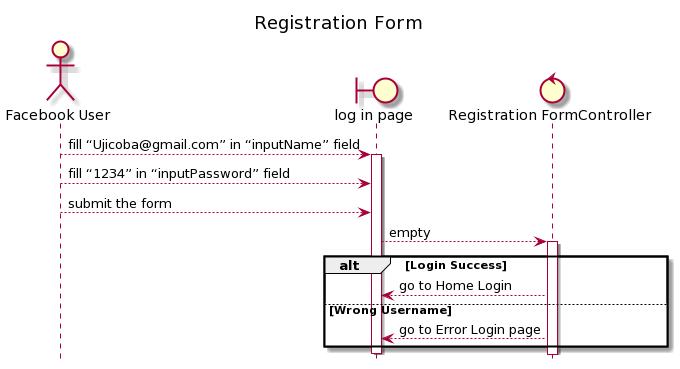 Registration Form
Facebook User
log in page
Registration FormController
fill “Ujicoba@gmail.com” in “inputName” field
fill “1234” in “inputPassword” field
submit the form
empty
alt
[Login Success]
go to Home Login
[Wrong Username]
go to Error Login page